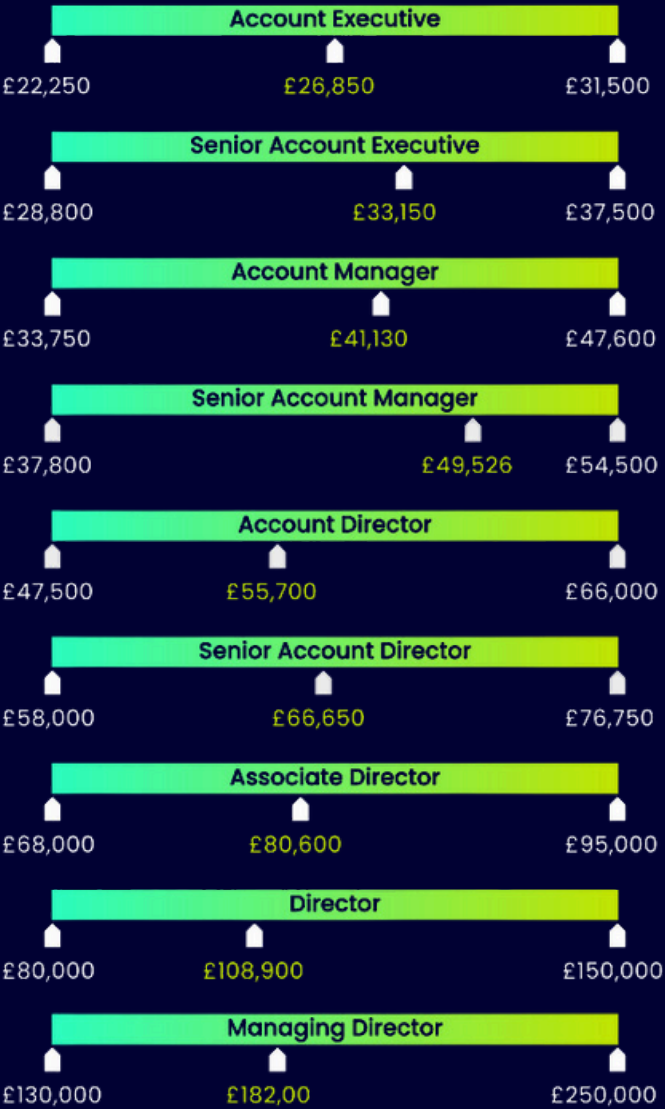 Account Executive
£22,250 £26,850 £31,500
Senior Account Executive
£28,800 £33,150 £37,500
Account Manager
£33,750 £41,130 £47,600
Senior Account Manager
£37,800 £49,526 £54,500
Account Director
£47,500 £55,700 £66,000
Senior Account Director
£58,000 £66,650 £76,750
Associate Director
£68,000 £80,600 £95,000
Director
£80,000 £108,900 £150,000
Managing Director
£130,000 £182,00 £250,000